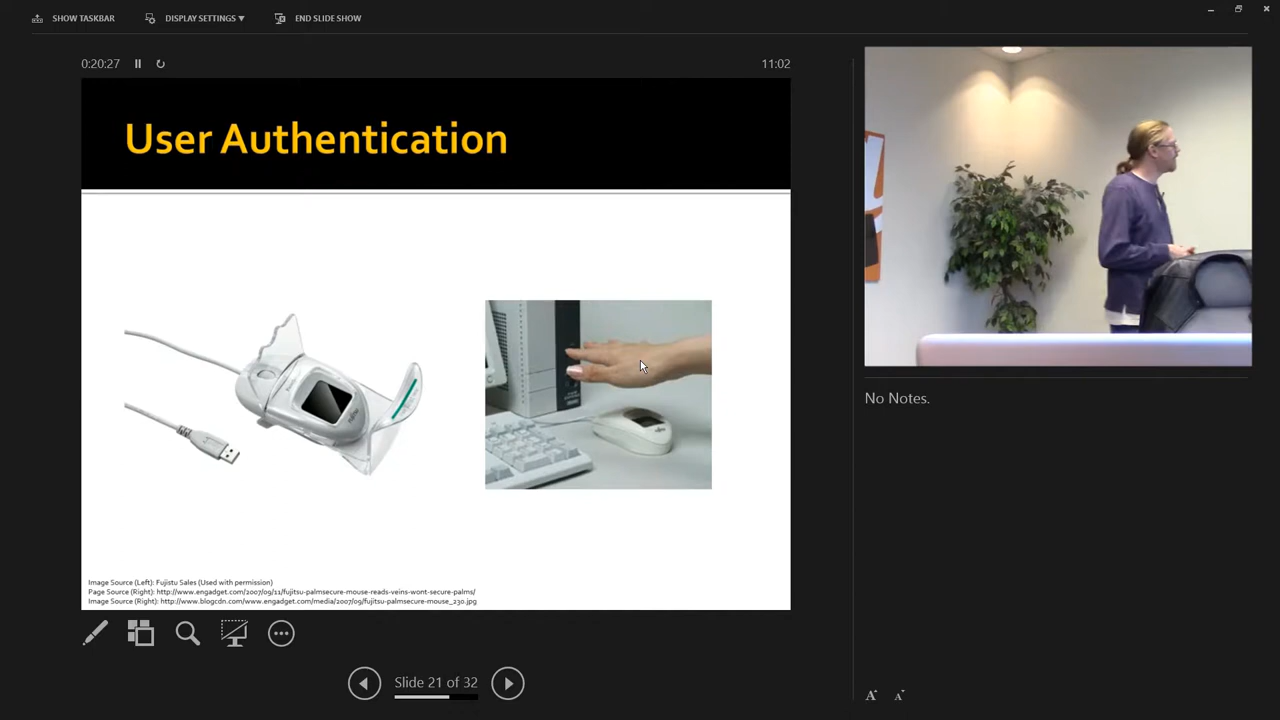 SHOW TASKBAR
DISPLAY SETTINGS ▼
END SLIDE SHOW
0:20:27
11:02
User Authentication
Image Source (Left): Fujistu Sales (Used with permission)
Page Source (Right): http://www.engadget.com/2007/09/11/fujitsu-palmsecure-mouse-reads-veins-wont-secure-palms/
Image Source (Right): http://www.blogcdn.com/www.engadget.com/media/2007/09/fujitsu-palmsecure-mouse_230.jpg
No Notes.
Slide 21 of 32
A A